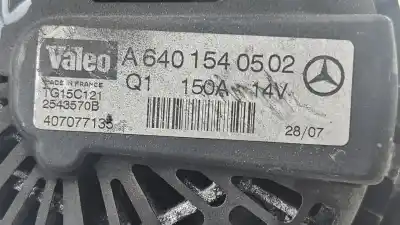 Valeo A 640 154 05 02
MADE IN FRANCE Q1 150A 14V
TG15C121
2543570B
407077135 28/07